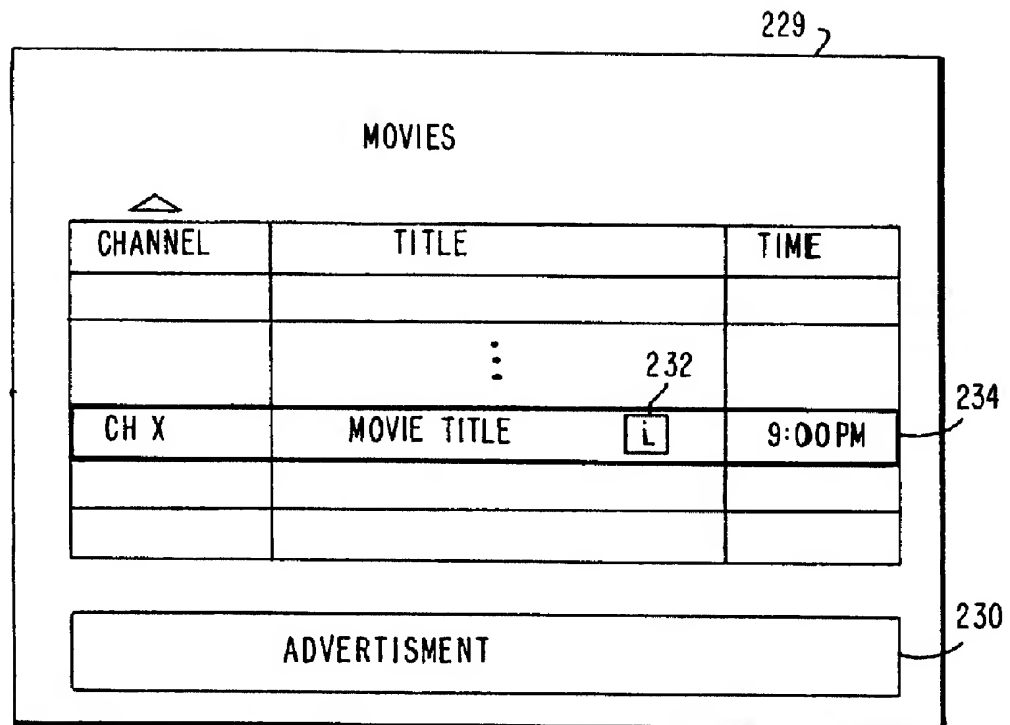 229
MOVIES
CHANNEL TITLE TIME
232
234
CH X MOVIE TITLE i 9:00PM
230
ADVERTISMENT